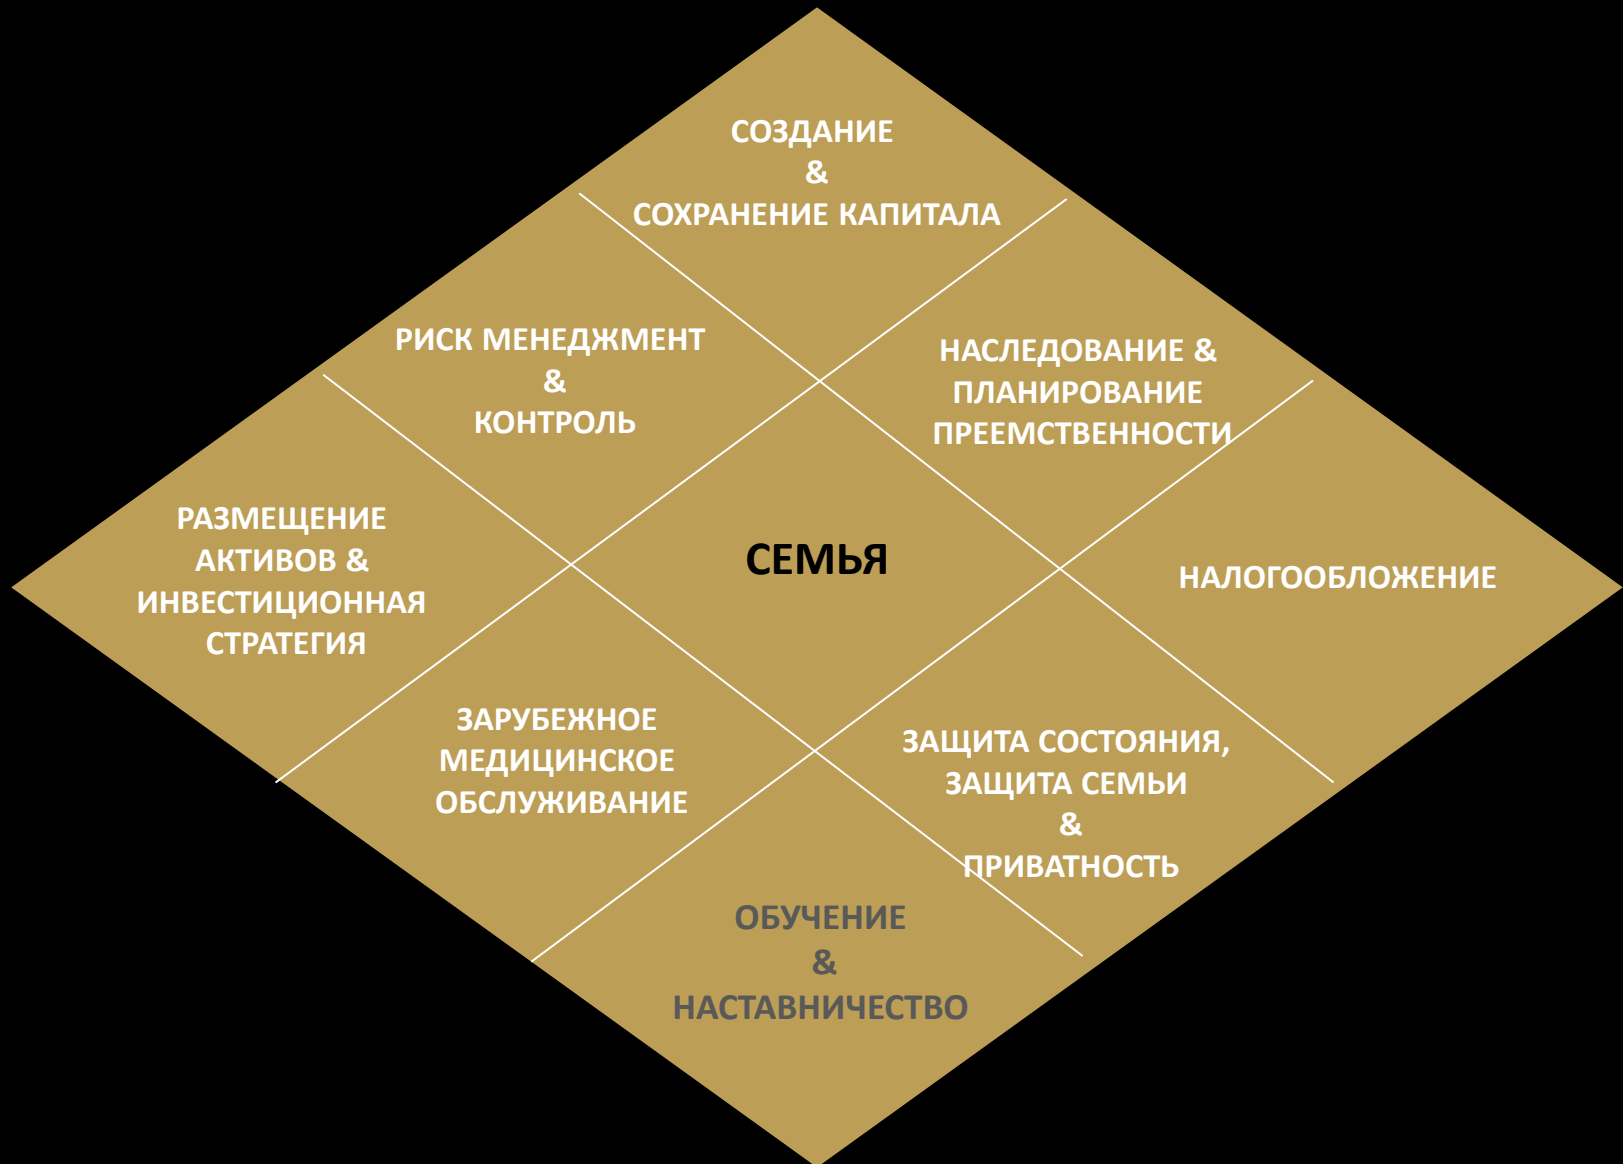 СОЗДАНИЕ
&
СОХРАНЕНИЕ КАПИТАЛА
РИСК МЕНЕДЖМЕНТ
&
КОНТРОЛЬ
НАСЛЕДОВАНИЕ &
ПЛАНИРОВАНИЕ
ПРЕЕМСТВЕННОСТИ
РАЗМЕЩЕНИЕ
АКТИВОВ &
ИНВЕСТИЦИОННАЯ
СТРАТЕГИЯ
СЕМЬЯ
НАЛОГООБЛОЖЕНИЕ
ЗАРУБЕЖНОЕ
МЕДИЦИНСКОЕ
ОБСЛУЖИВАНИЕ
ЗАЩИТА СОСТОЯНИЯ,
ЗАЩИТА СЕМЬИ
&
ПРИВАТНОСТЬ
ОБУЧЕНИЕ
&
НАСТАВНИЧЕСТВО